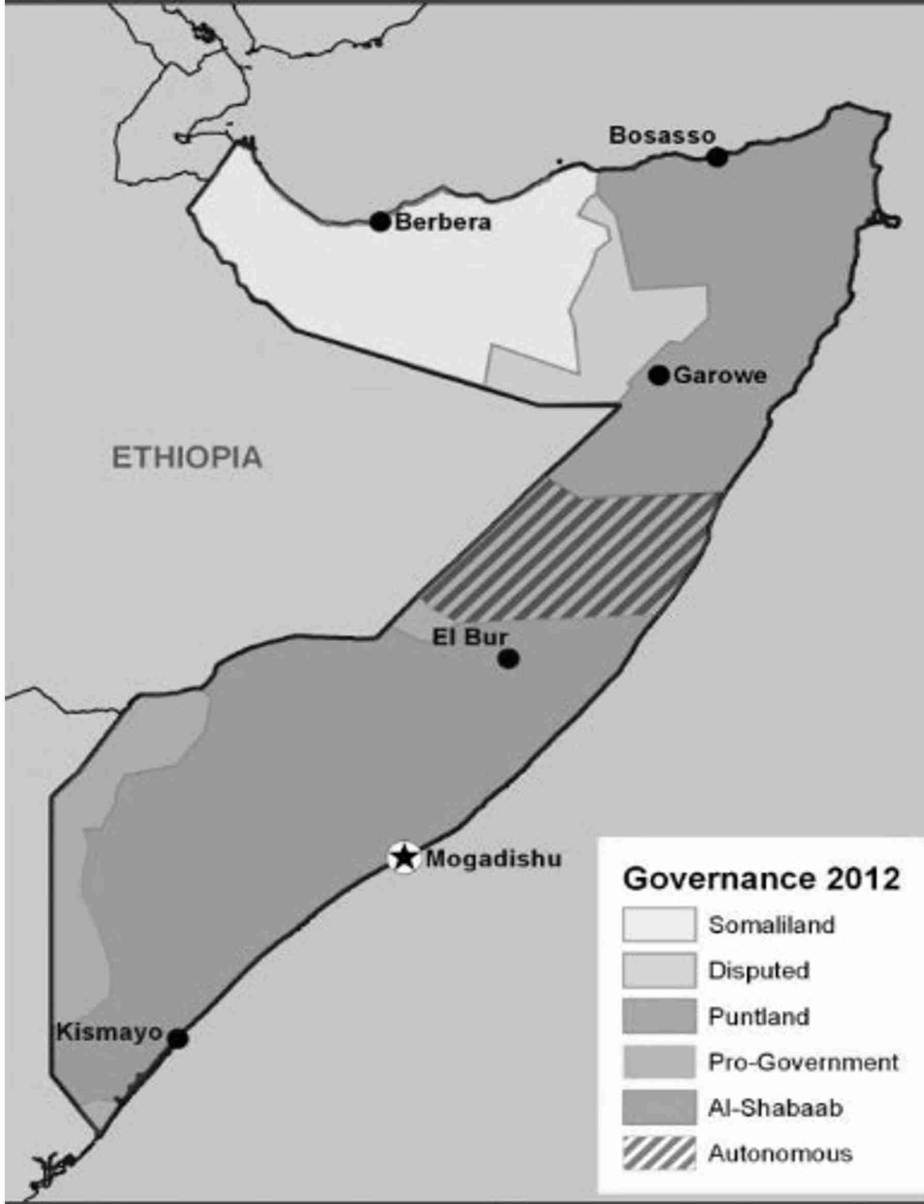 Bosasso
Berbera
Garowe
ETHIOPIA
El Bur
Mogadishu
Kismayo
Governance 2012
Somaliland
Disputed
Puntland
Pro-Government
Al-Shabaab
Autonomous